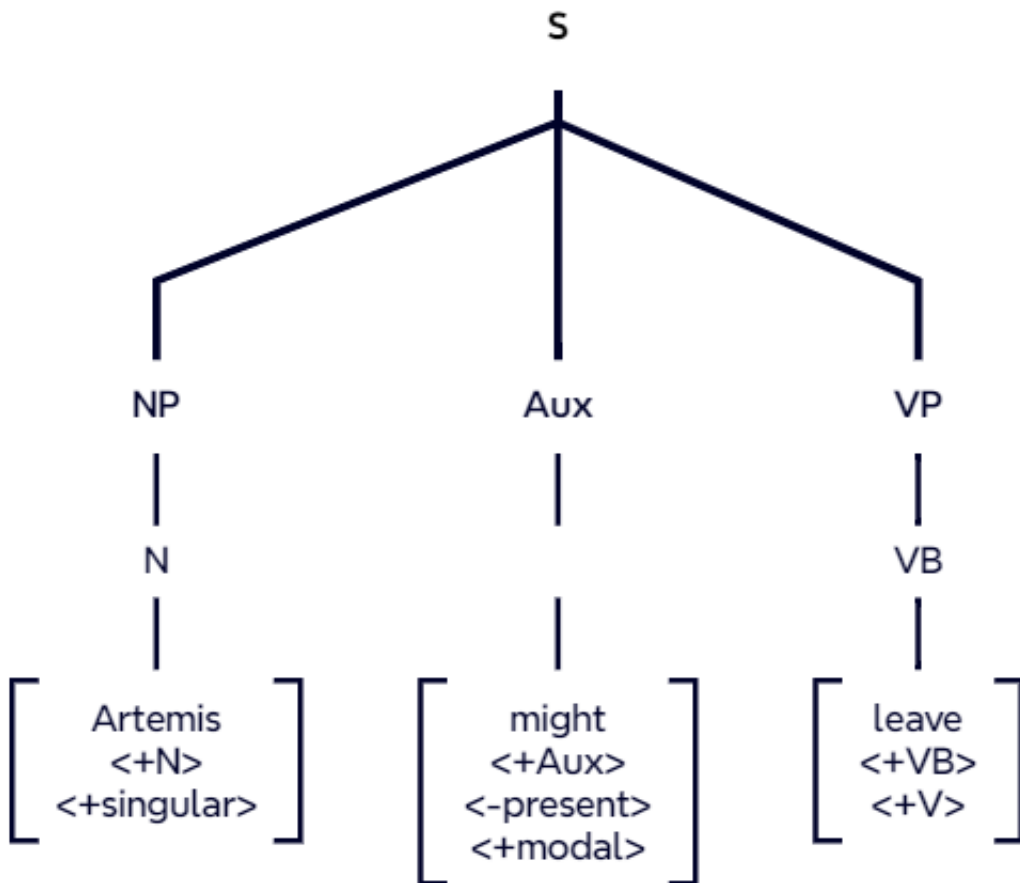 S
NP Aux VP
N VB
Artemis might leave
<+N> <+Aux> <+VB>
<+singular> <-present> <+V>
<+modal>